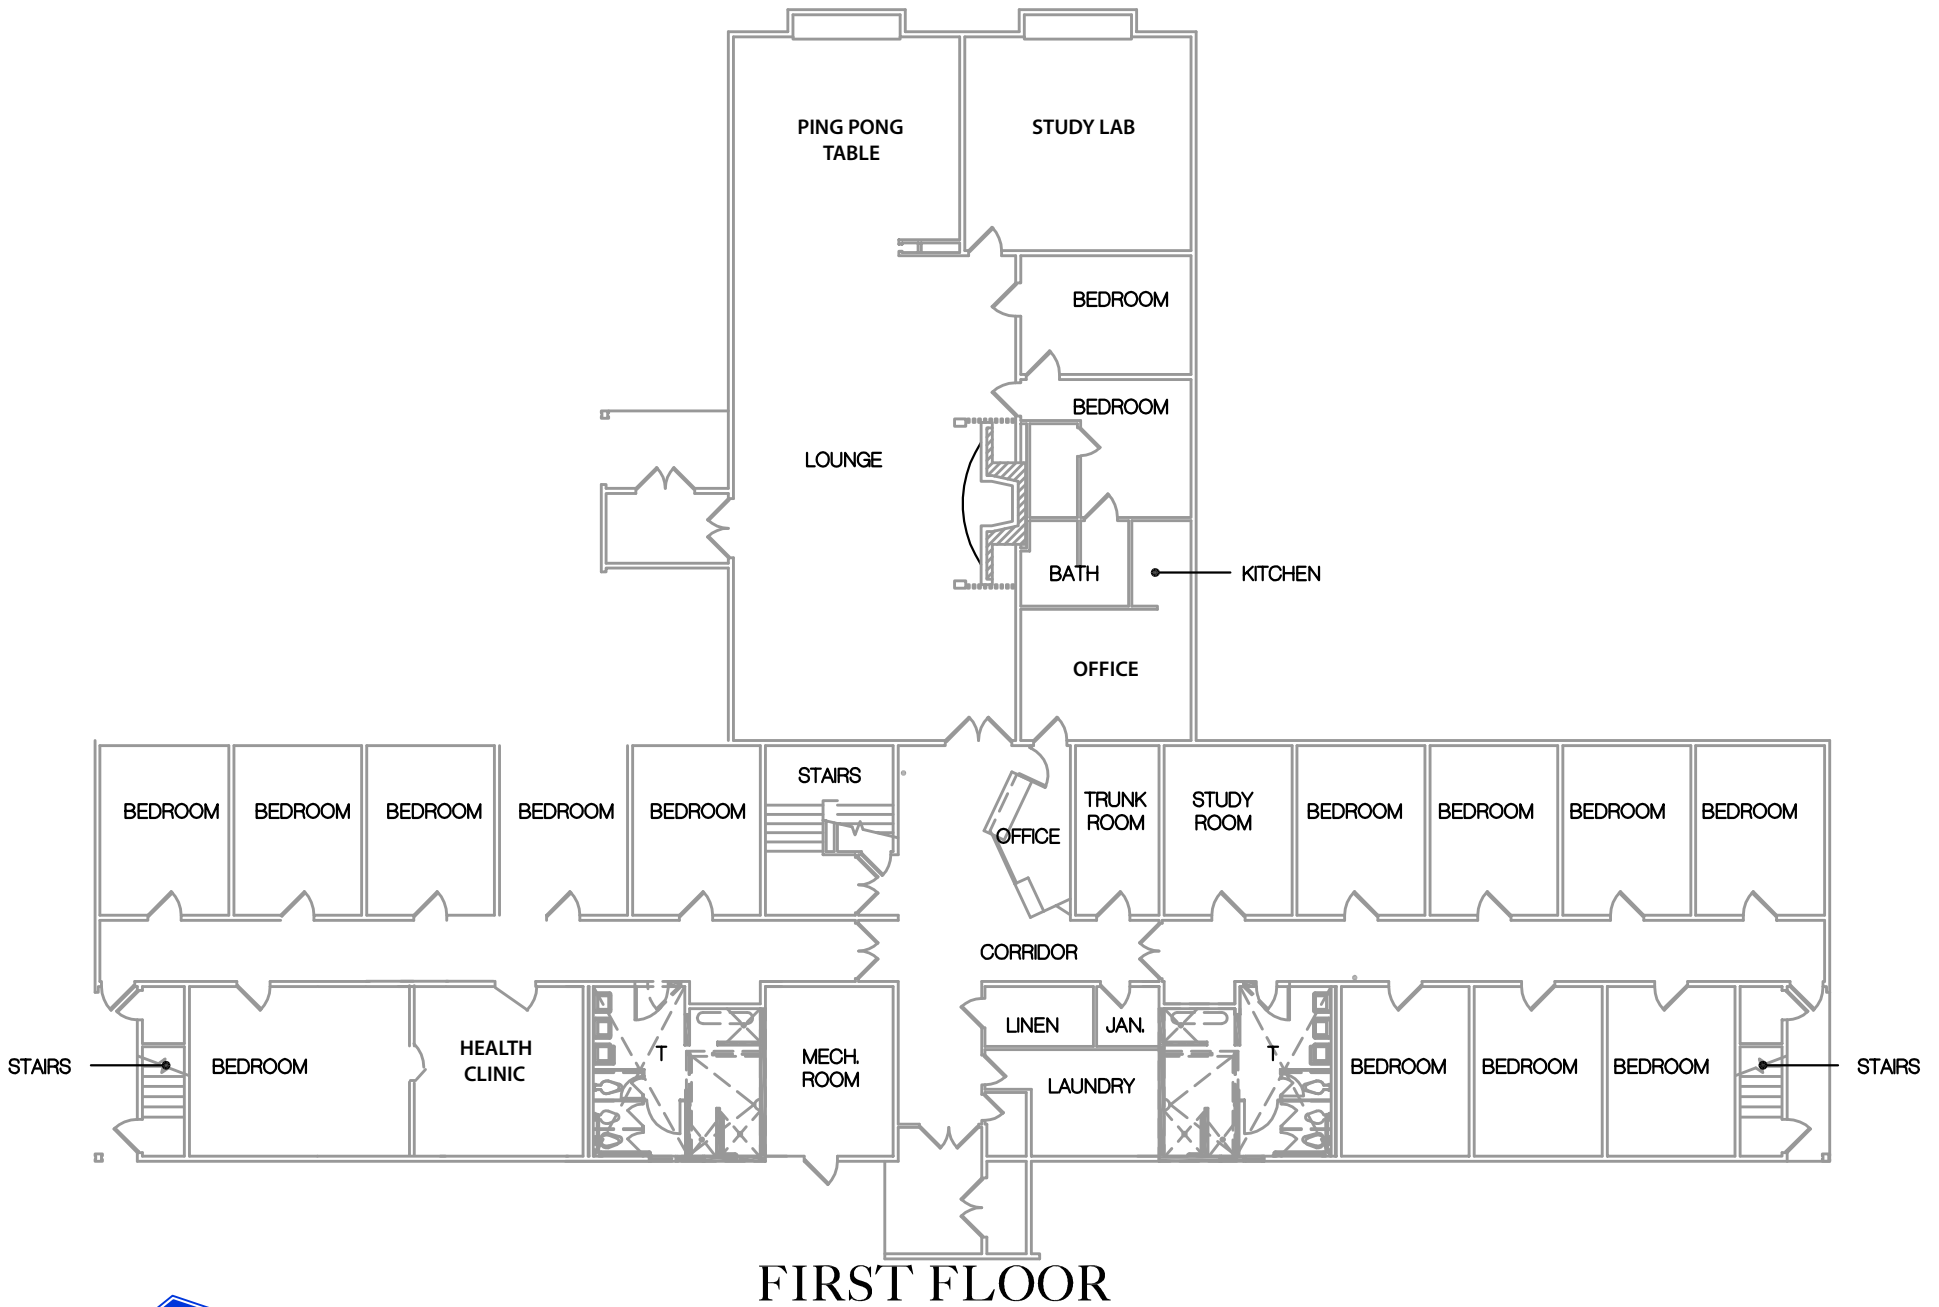 PING PONG
TABLE
STUDY LAB
BEDROOM
BEDROOM
LOUNGE
BATH
KITCHEN
OFFICE
STAIRS
BEDROOM
BEDROOM
BEDROOM
BEDROOM
BEDROOM
OFFICE
TRUNK
ROOM
STUDY
ROOM
BEDROOM
BEDROOM
BEDROOM
BEDROOM
CORRIDOR
LINEN
JAN.
STAIRS
BEDROOM
HEALTH
CLINIC
T
MECH.
ROOM
LAUNDRY
T
BEDROOM
BEDROOM
BEDROOM
STAIRS
FIRST FLOOR